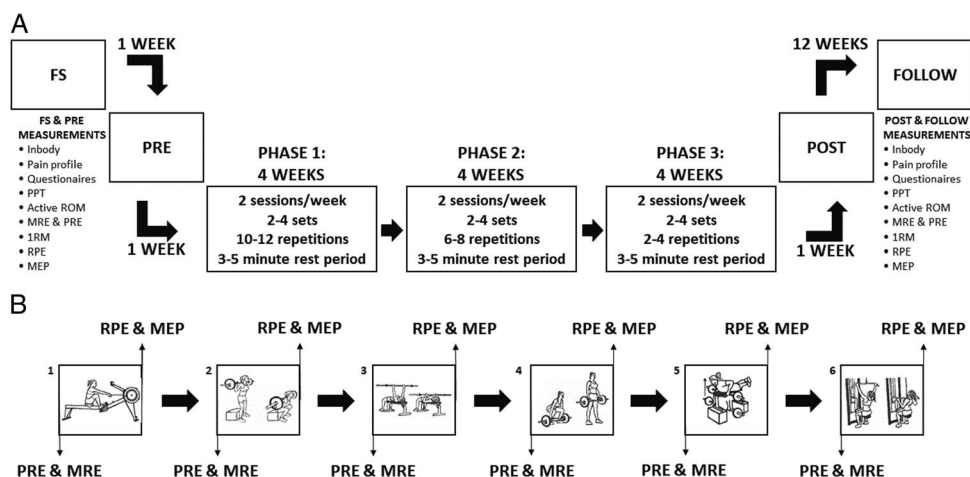 A
FS
1 WEEK
FS & PRE
MEASUREMENTS
• Inbody
• Pain profile
• Questionaires
• PPT
• Active ROM
• MRE & PRE
• 1RM
• RPE
• MEP
PRE
1 WEEK
PHASE 1:
4 WEEKS
2 sessions/week
2-4 sets
10-12 repetitions
3-5 minute rest period
PHASE 2:
4 WEEKS
2 sessions/week
2-4 sets
6-8 repetitions
3-5 minute rest period
PHASE 3:
4 WEEKS
2 sessions/week
2-4 sets
2-4 repetitions
3-5 minute rest period
POST
1 WEEK
12 WEEKS
FOLLOW
POST & FOLLOW
MEASUREMENTS
• Inbody
• Pain profile
• Questionaires
• PPT
• Active ROM
• MRE & PRE
• 1RM
• RPE
• MEP
B
RPE & MEP
RPE & MEP
RPE & MEP
RPE & MEP
RPE & MEP
RPE & MEP
1
2
3
4
5
6
PRE & MRE
PRE & MRE
PRE & MRE
PRE & MRE
PRE & MRE
PRE & MRE